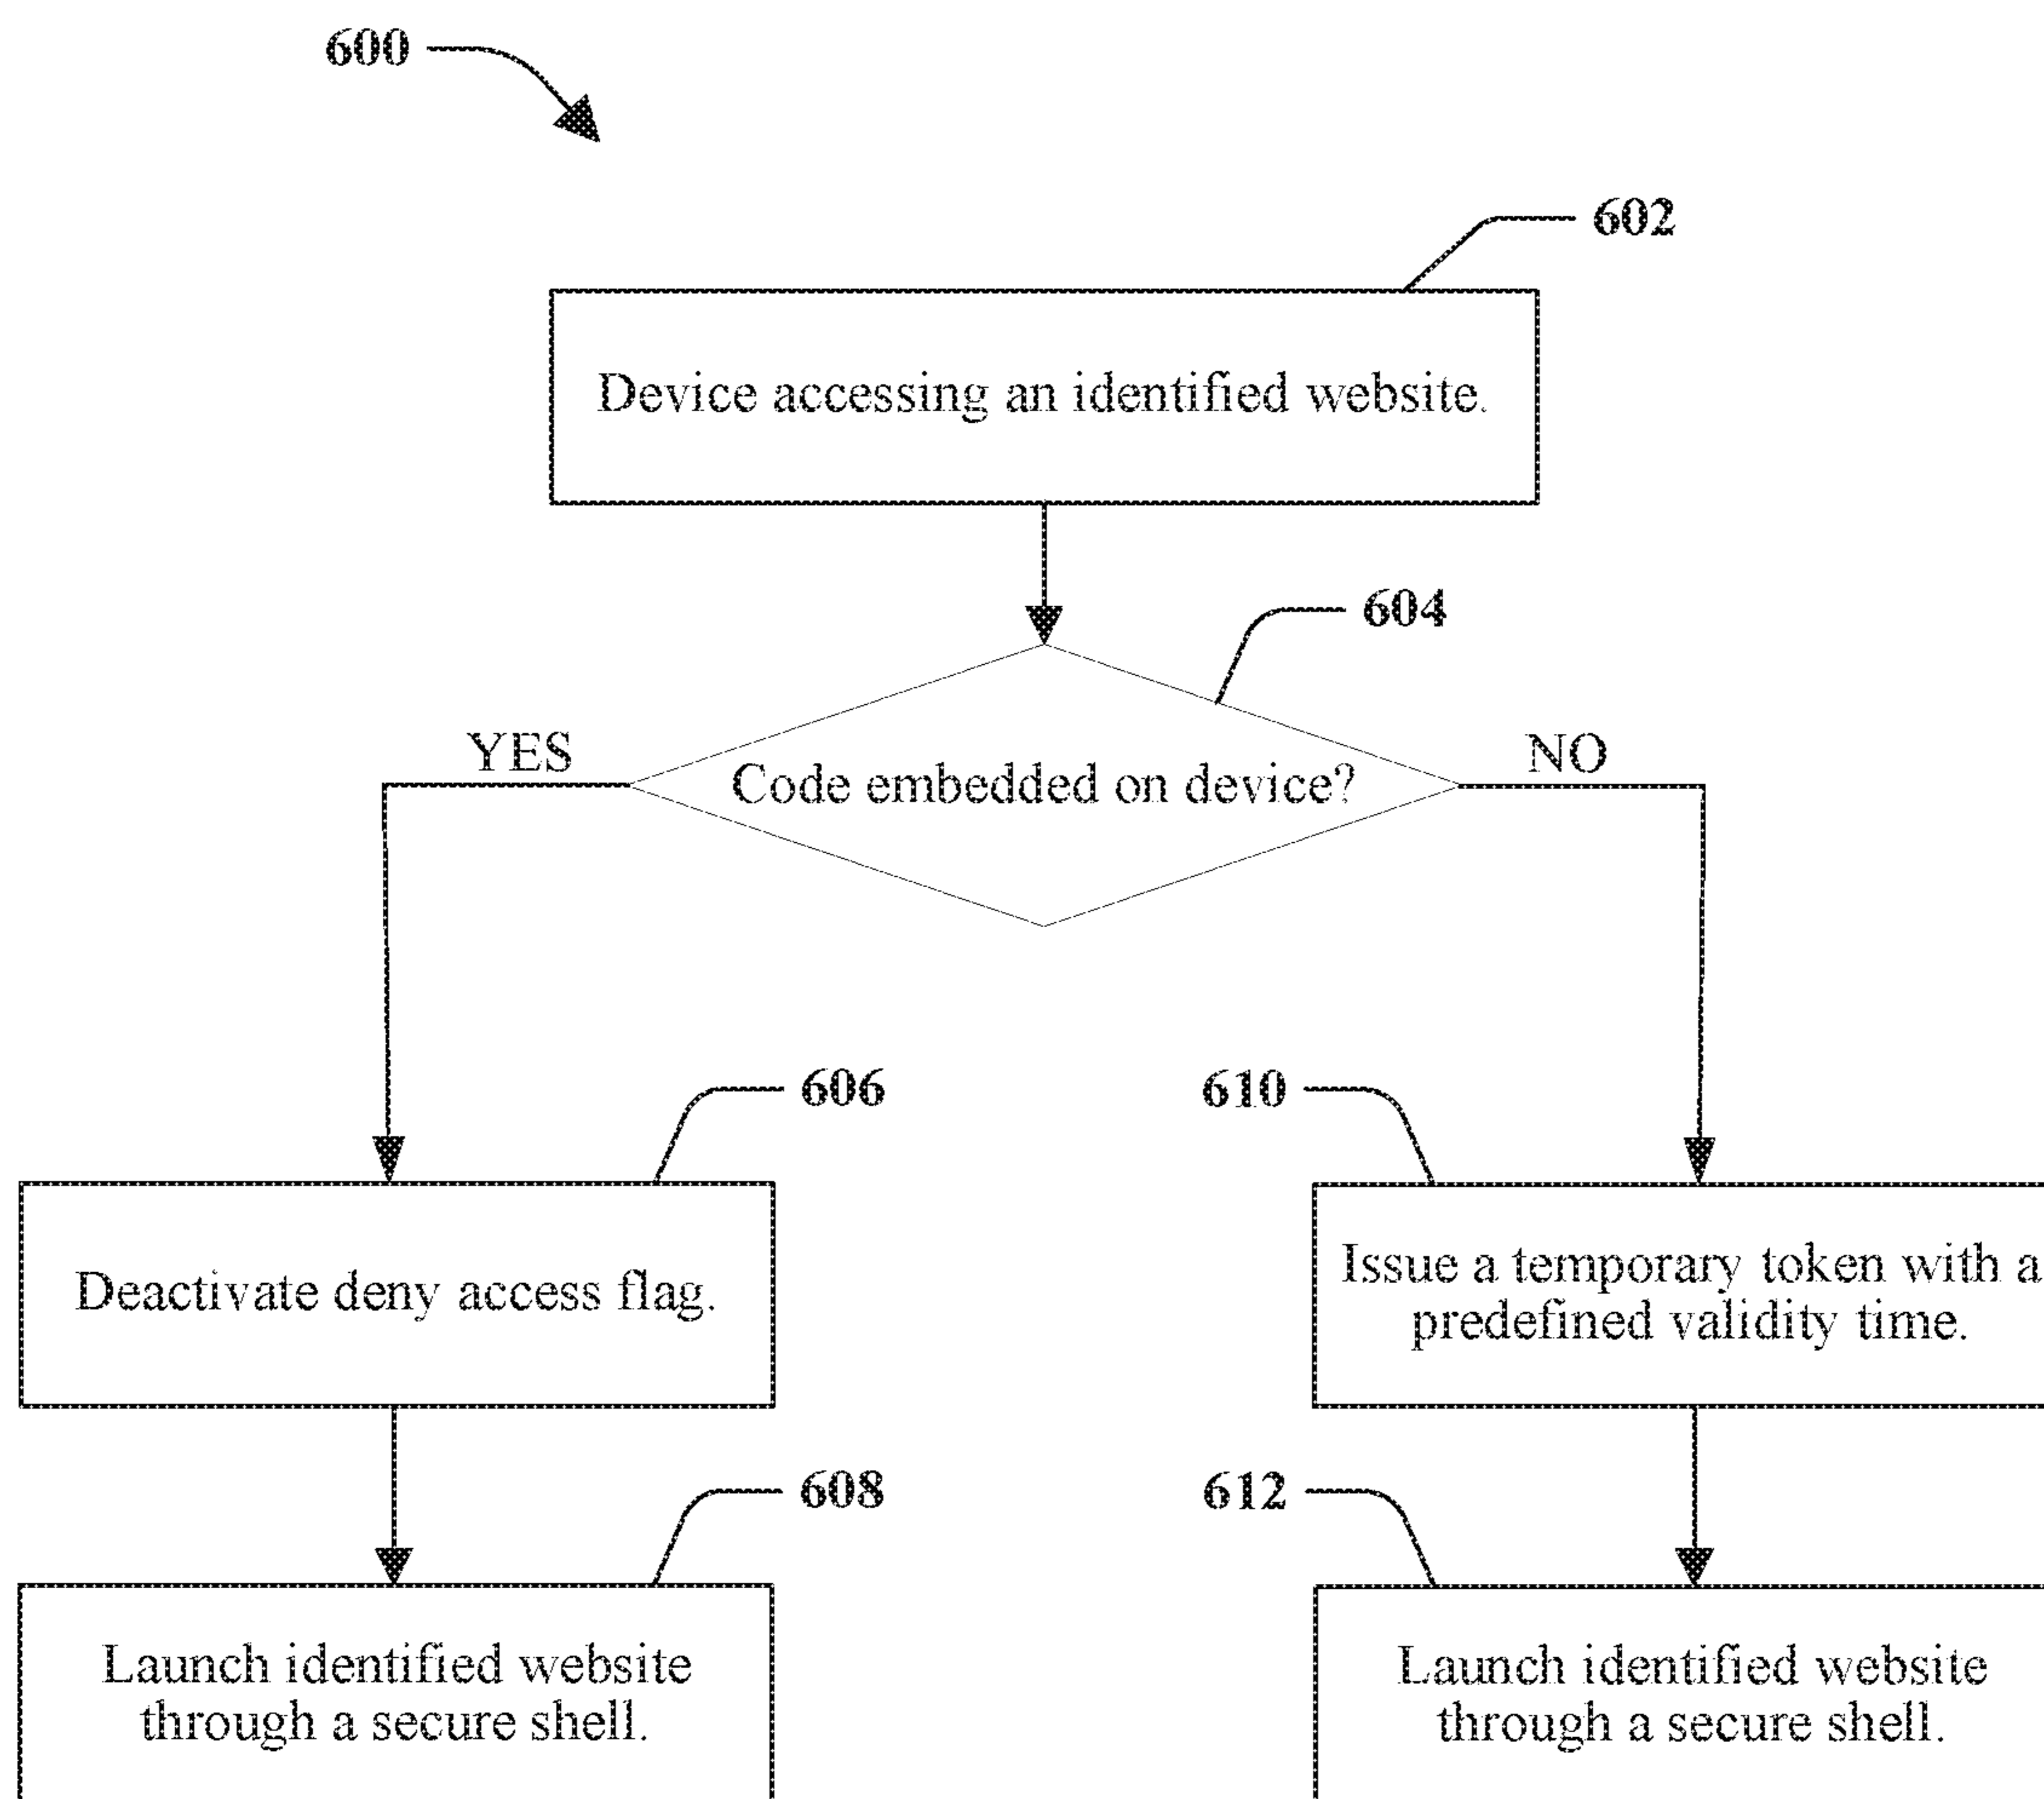 600
602
Device accessing an identified website.
604
YES
NO
Code embedded on device?
606
610
Deactivate deny access flag.
Issue a temporary token with a
predefined validity time.
608
612
Launch identified website
through a secure shell.
Launch identified website
through a secure shell.